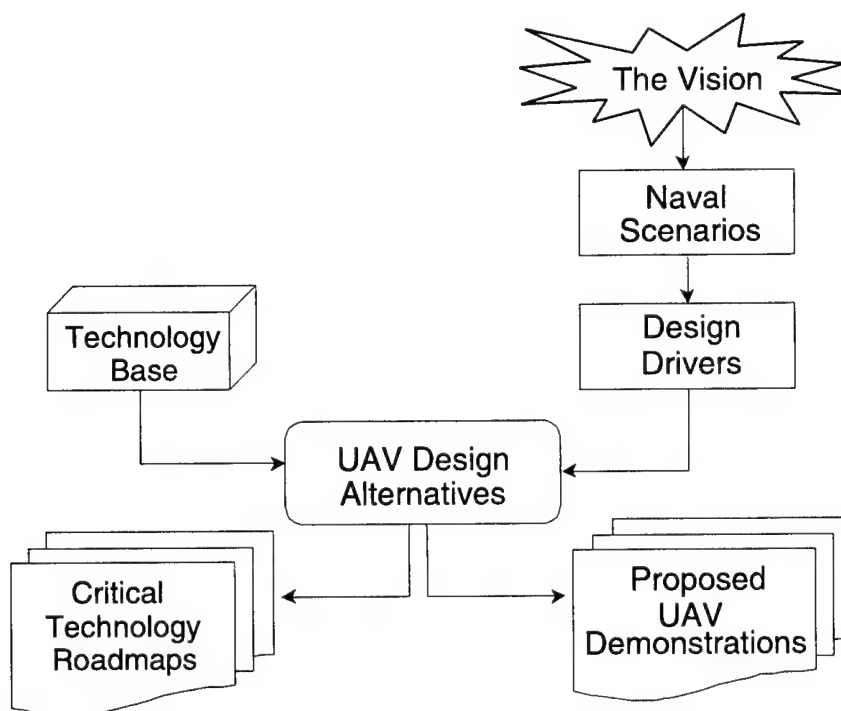 The Vision
Naval
Scenarios
Technology
Base
Design
Drivers
UAV Design
Alternatives
Critical
Technology
Roadmaps
Proposed
UAV
Demonstrations